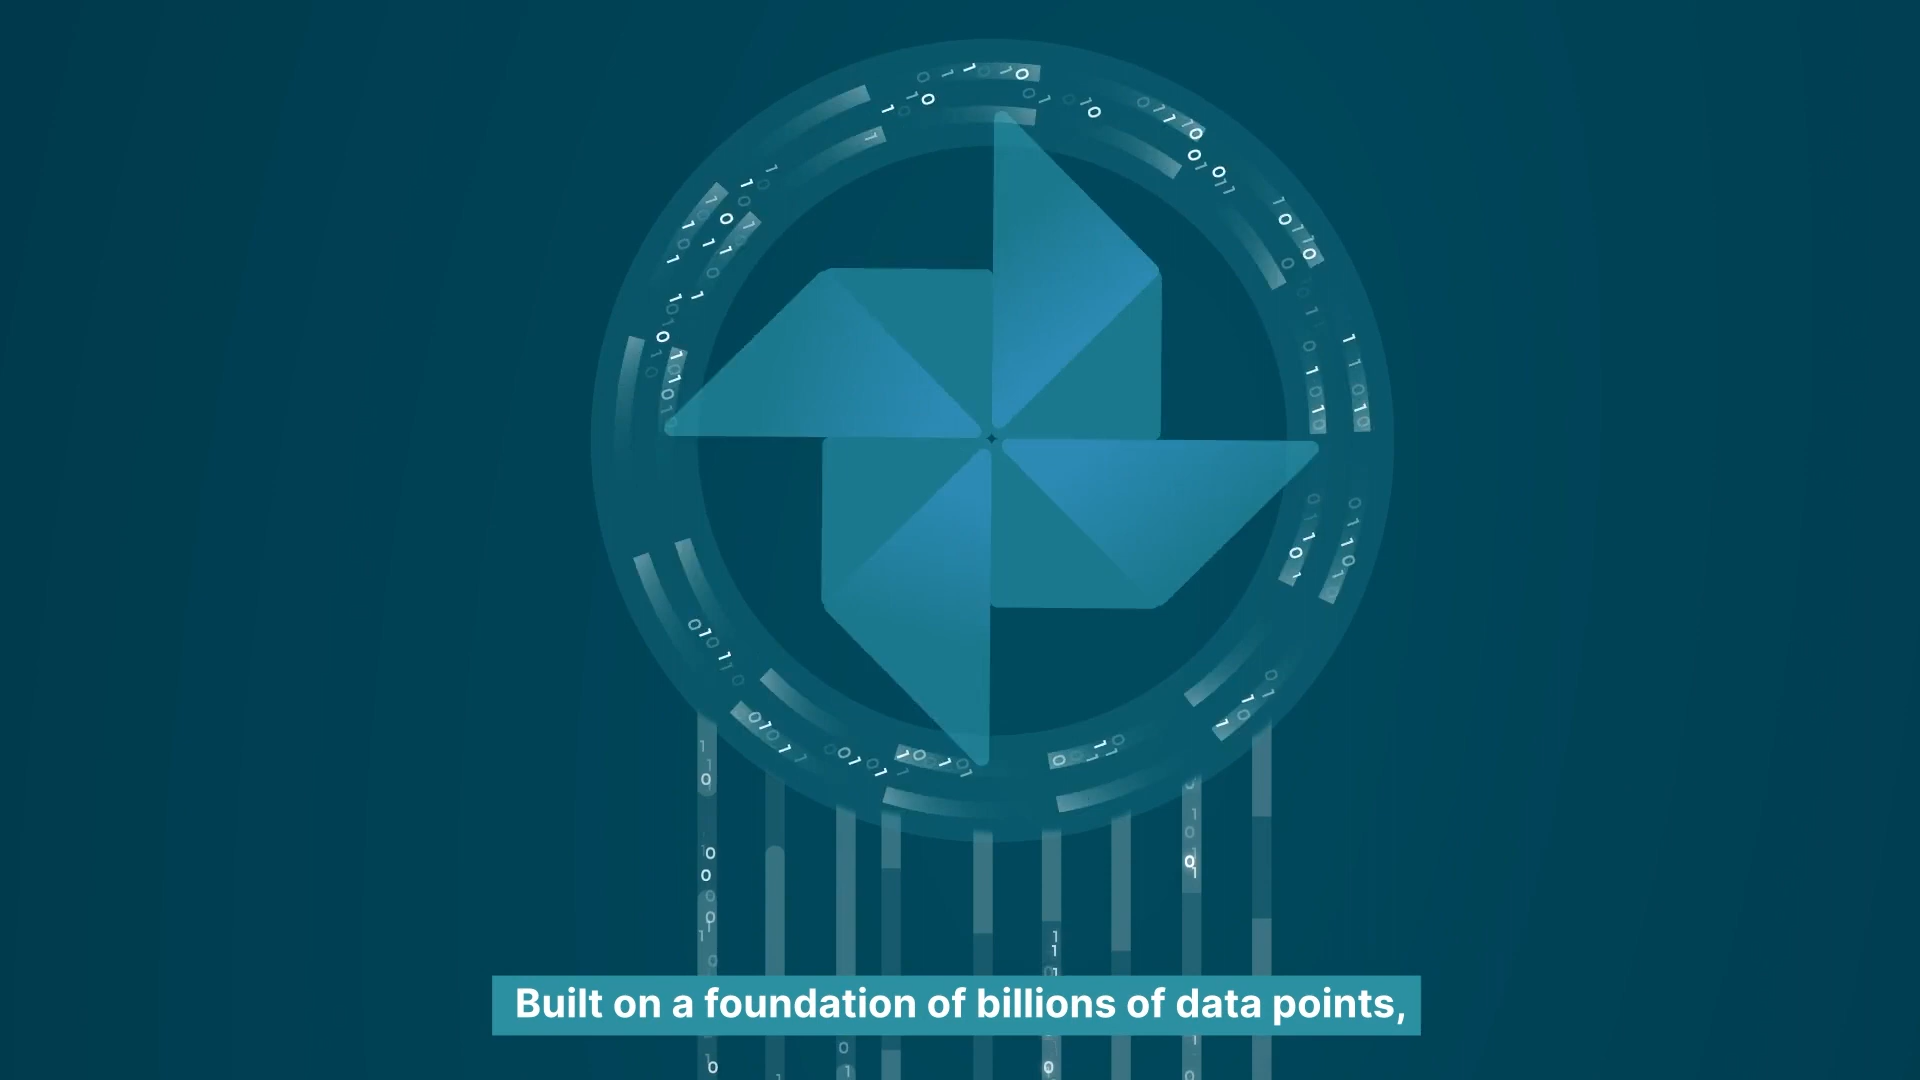 Built on a foundation of billions of data points,